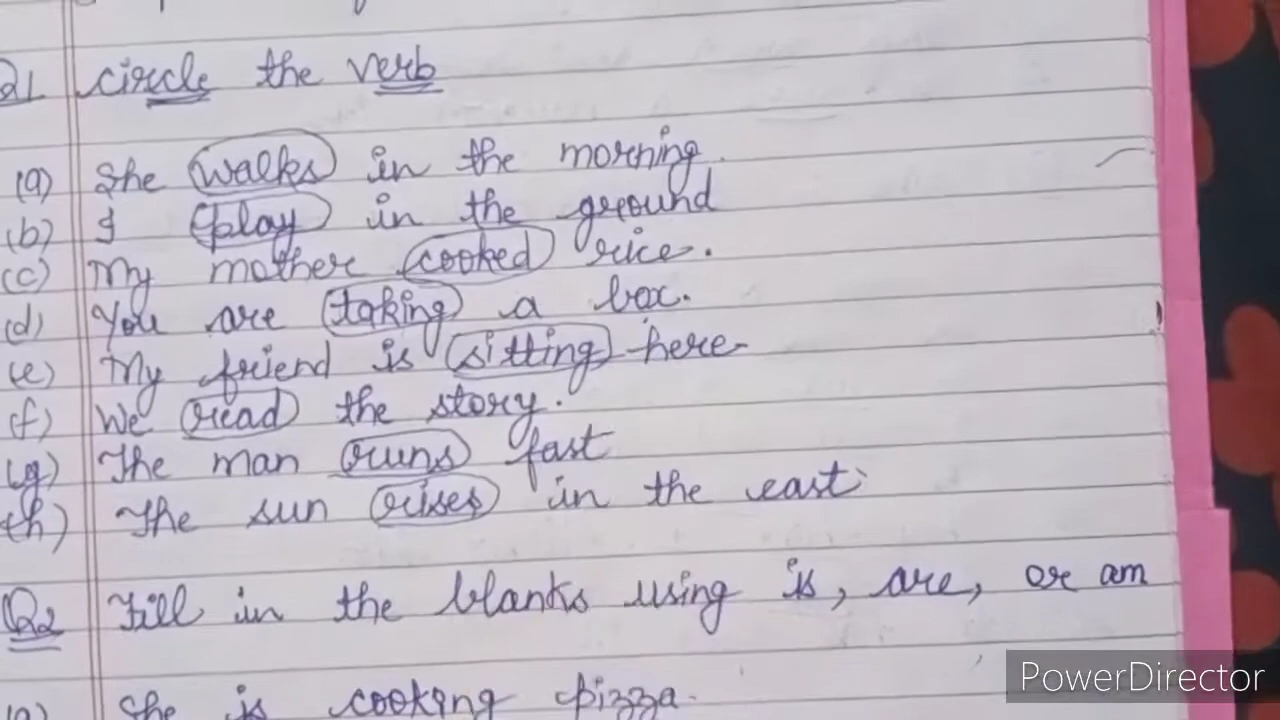 Q1 circle the verb
(a) She walks in the morning.
(b) I play in the ground
(c) My mother cooked rice.
(d) You are taking a box.
(e) My friend is sitting here
(f) We read the story.
(g) The man runs fast
(h) The sun rises in the east.
Q2 Fill in the blanks using is, are, or am
(a) She is cooking pizza.
PowerDirector